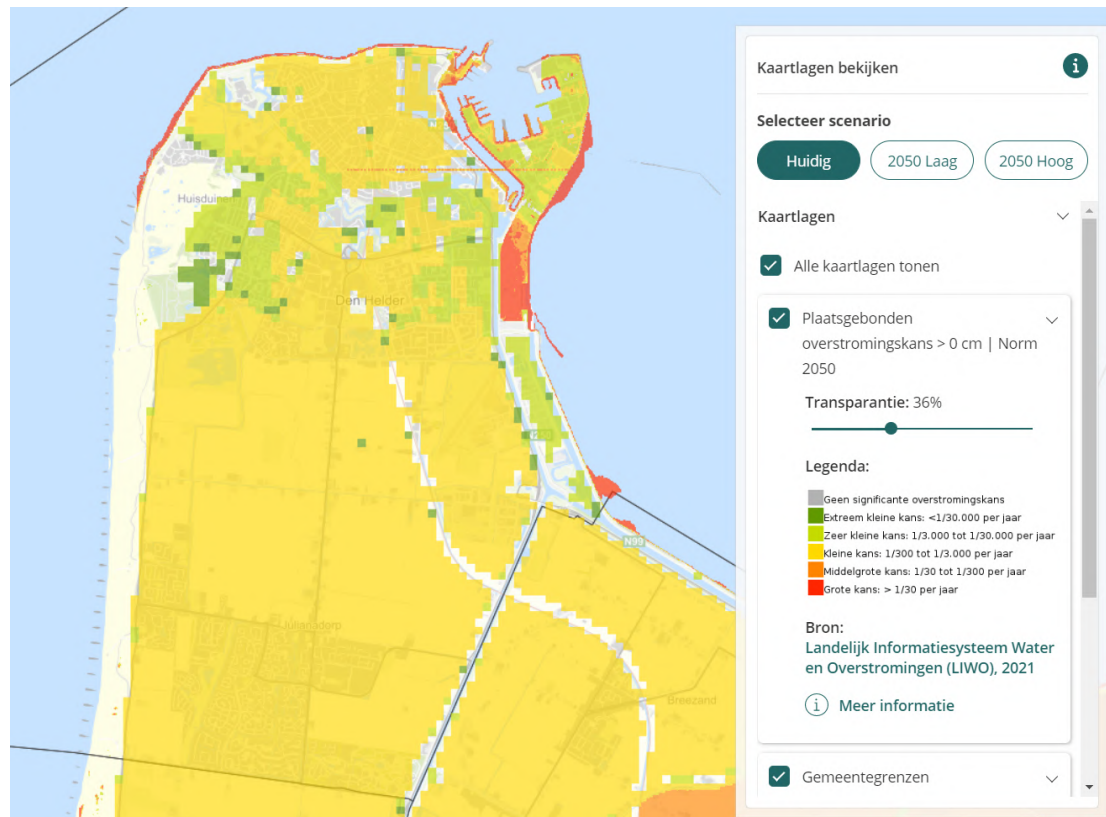 Kaartlagen bekijken
Selecteer scenario
Huidig
2050 Laag
2050 Hoog
Kaartlagen
Alle kaartlagen tonen
Plaatsgebonden
overstromingskans > 0 cm | Norm
2050
Transparantie: 36%
Legenda:
Geen significante overstromingskans
Extreem kleine kans: <1/30.000 per jaar
Zeer kleine kans: 1/3.000 tot 1/30.000 per jaar
Kleine kans: 1/300 tot 1/3.000 per jaar
Middelgrote kans: 1/30 tot 1/300 per jaar
Grote kans: > 1/30 per jaar
Bron:
Landelijk Informatiesysteem Water
en Overstromingen (LIWO), 2021
i Meer informatie
Gemeentegrenzen
Den Helder
N99
Julianadorp
Breezand